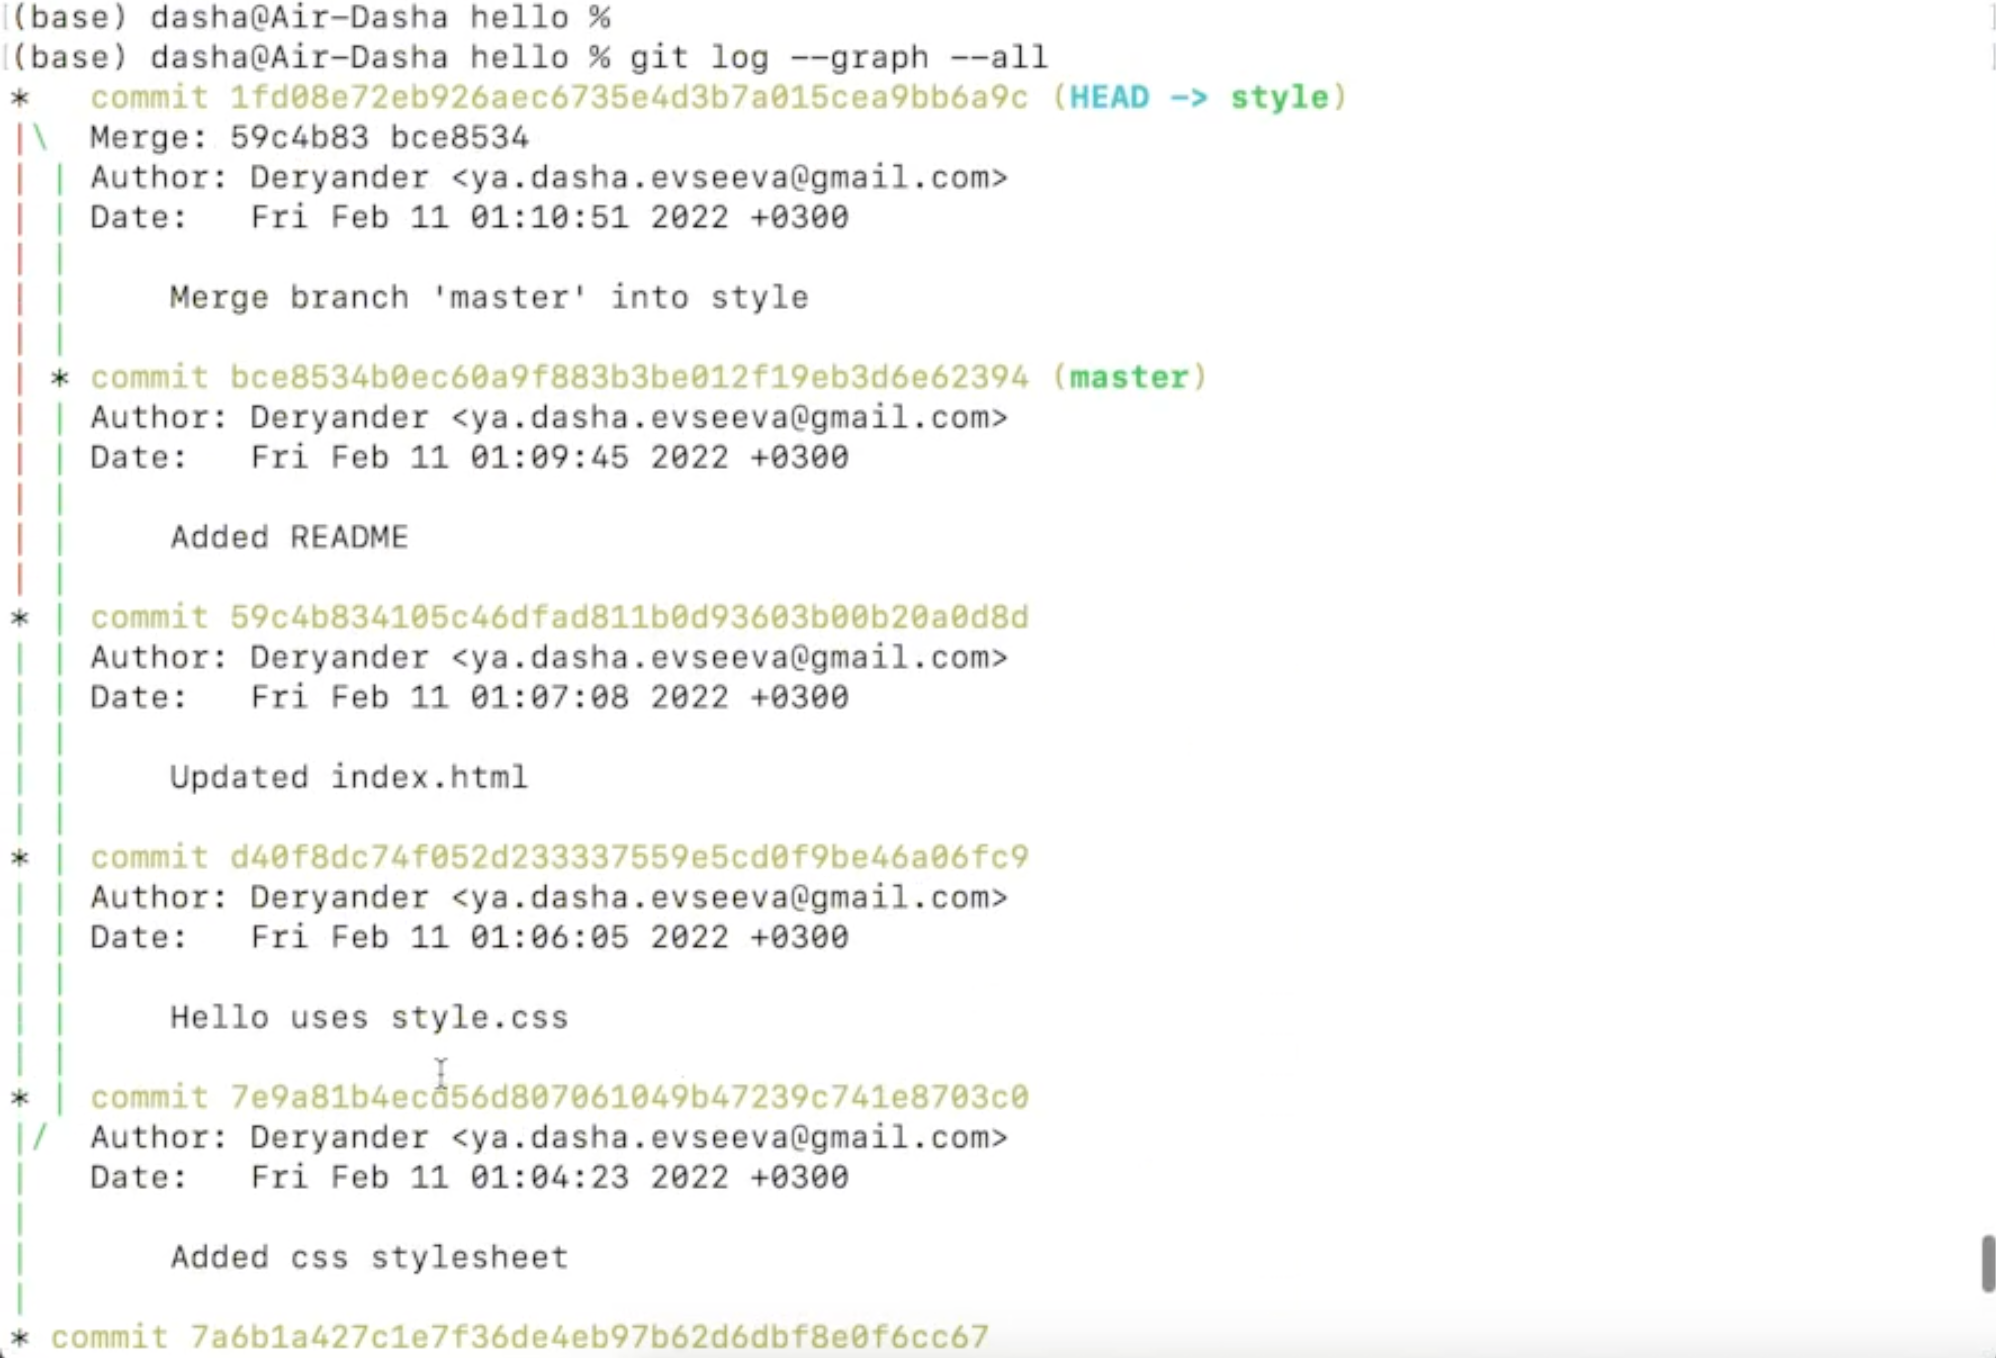 (base) dasha@Air-Dasha hello %
(base) dasha@Air-Dasha hello % git log --graph --all
*   commit 1fd08e72eb926aec6735e4d3b7a015cea9bb6a9c (HEAD -> style)
|\  Merge: 59c4b83 bce8534
| | Author: Deryander <ya.dasha.evseeva@gmail.com>
| | Date:   Fri Feb 11 01:10:51 2022 +0300
| |
| |     Merge branch 'master' into style
| |
| * commit bce8534b0ec60a9f883b3be012f19eb3d6e62394 (master)
| | Author: Deryander <ya.dasha.evseeva@gmail.com>
| | Date:   Fri Feb 11 01:09:45 2022 +0300
| |
| |     Added README
| |
* | commit 59c4b834105c46dfad811b0d93603b00b20a0d8d
| | Author: Deryander <ya.dasha.evseeva@gmail.com>
| | Date:   Fri Feb 11 01:07:08 2022 +0300
| |
| |     Updated index.html
| |
* | commit d40f8dc74f052d233337559e5cd0f9be46a06fc9
| | Author: Deryander <ya.dasha.evseeva@gmail.com>
| | Date:   Fri Feb 11 01:06:05 2022 +0300
| |
| |     Hello uses style.css
| |
* | commit 7e9a81b4ecd56d807061049b47239c741e8703c0
|/  Author: Deryander <ya.dasha.evseeva@gmail.com>
|   Date:   Fri Feb 11 01:04:23 2022 +0300
|
|       Added css stylesheet
|
* commit 7a6b1a427c1e7f36de4eb97b62d6dbf8e0f6cc67